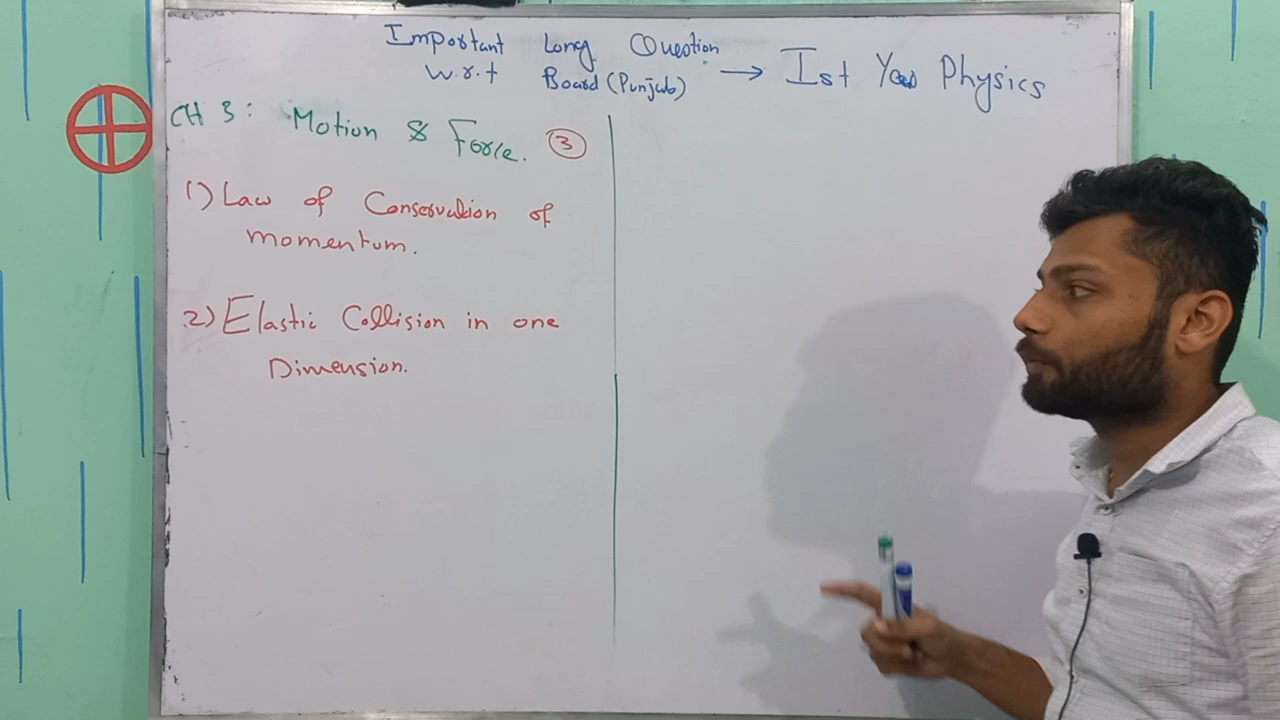 Important Long Question
w.r.t Board (Punjab) → Ist Year Physics
CH 3: Motion & Force. 3
1) Law of Conservation of
momentum.
2) Elastic Collision in one
Dimension.